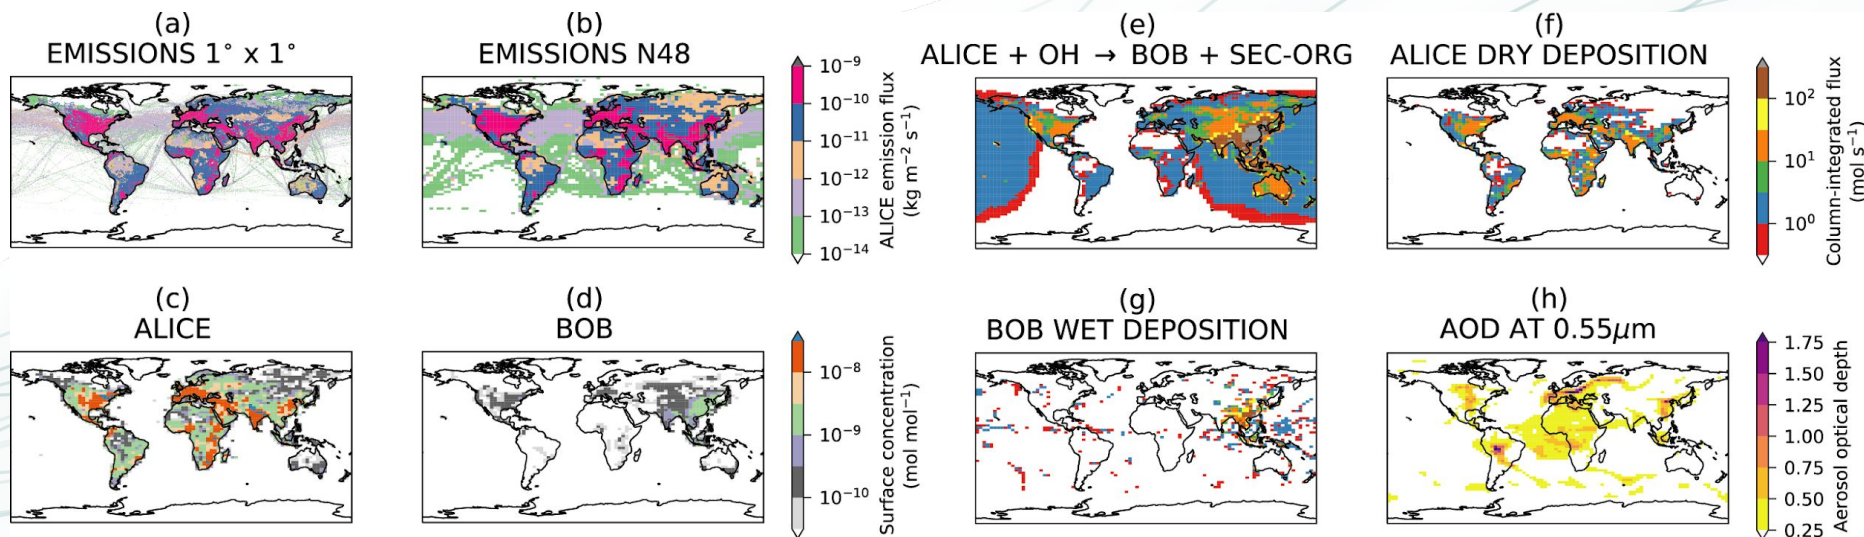 (a)
EMISSIONS 1° x 1°
(b)
EMISSIONS N48
10⁻⁹
10⁻¹⁰
10⁻¹¹
10⁻¹²
10⁻¹³
10⁻¹⁴
ALICE emission flux
(kg m⁻² s⁻¹)
(e)
ALICE + OH → BOB + SEC-ORG
(f)
ALICE DRY DEPOSITION
10²
10¹
10⁰
Column-integrated flux
(mol s⁻¹)
(c)
ALICE
(d)
BOB
10⁻⁸
10⁻⁹
10⁻¹⁰
Surface concentration
(mol mol⁻¹)
(g)
BOB WET DEPOSITION
(h)
AOD AT 0.55μm
1.75
1.50
1.25
1.00
0.75
0.50
0.25
Aerosol optical depth